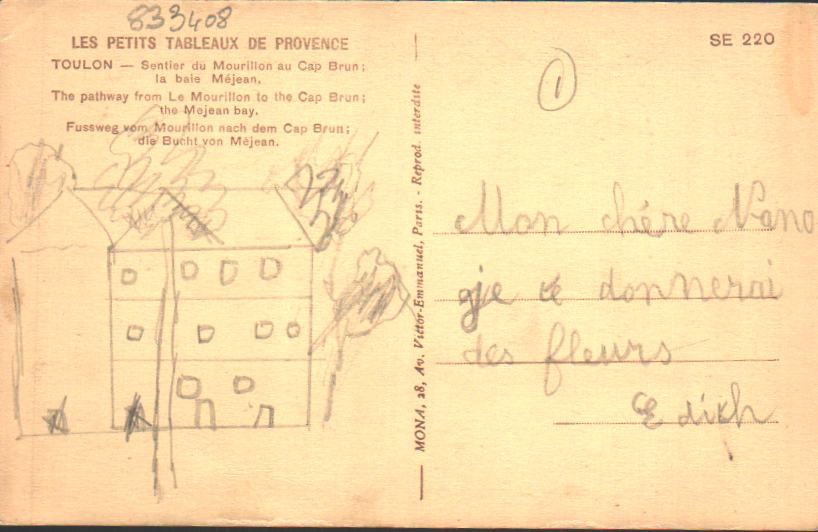 833408
LES PETITS TABLEAUX DE PROVENCE
TOULON — Sentier du Mourillon au Cap Brun;
la baie Méjean.
The pathway from Le Mourillon to the Cap Brun;
the Mejean bay.
Fussweg vom Mourillon nach dem Cap Brun;
die Bucht von Méjean.
MONA, 28, Av. Victor-Emmanuel, Paris. - Reprod. interdite
SE 220
1
Mon chére Nano
je te donnerai
des fleurs
Edith